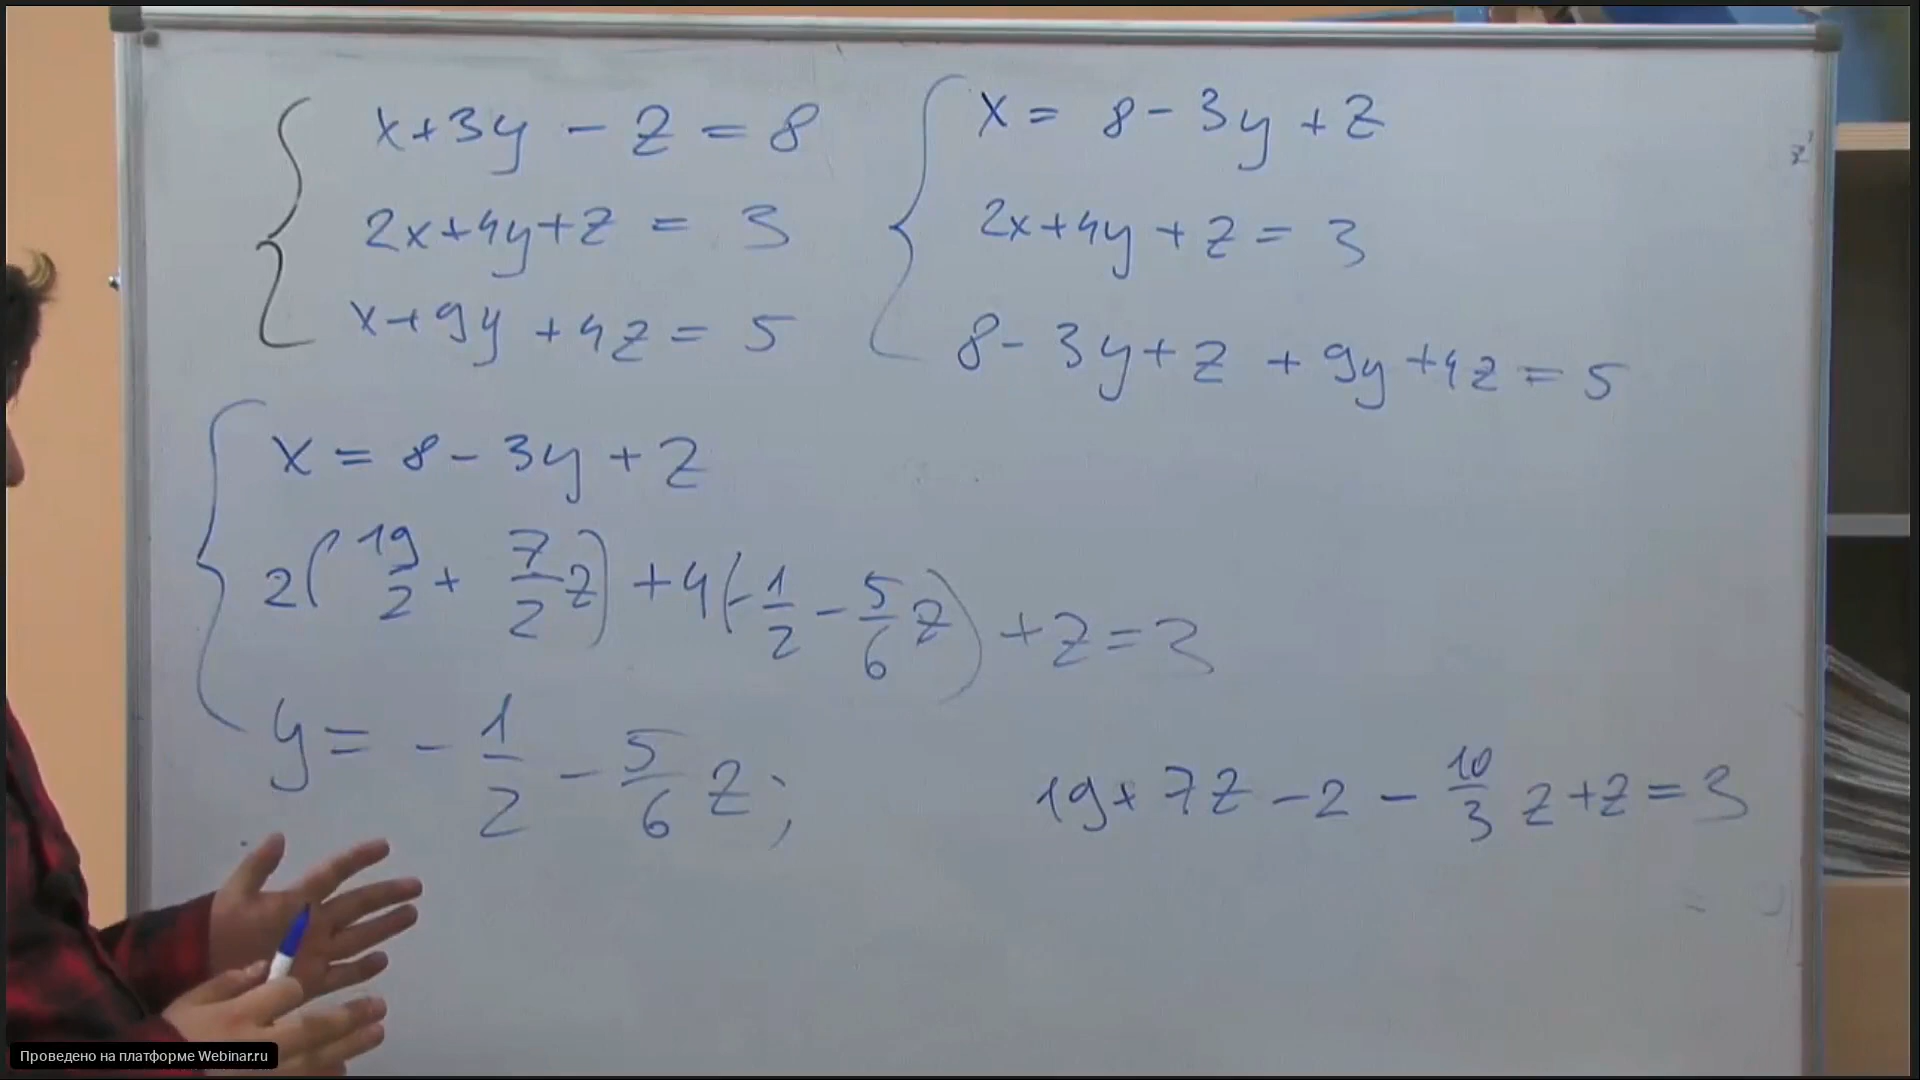 x+3y - z = 8
2x+4y+z = 3
x+9y+4z = 5
x = 8 - 3y + z
2x+4y + z = 3
8 - 3y + z + 9y + 4z = 5
x = 8 - 3y + z
2(19/2 + 7/2 z) + 4(-1/2 - 5/6 z) + z = 3
y = - 1/2 - 5/6 z;
19 + 7z - 2 - 10/3 z + z = 3
Проведено на платформе Webinar.ru